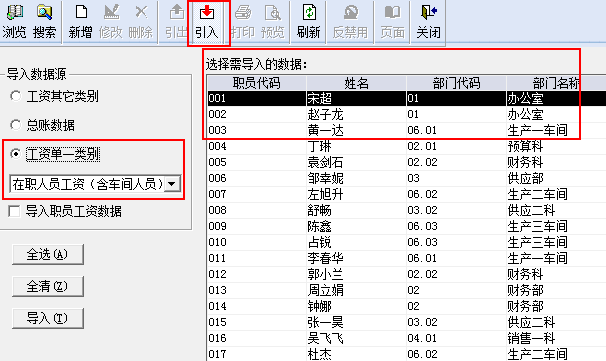 浏览 搜索 新增 修改 删除 引出 引入 打印 预览 刷新 反禁用 页面 关闭
导入数据源
工资其它类别
总账数据
工资单一类别
在职人员工资（含车间人员）
导入职员工资数据
全选(A)
全清(Z)
导入(I)
选择需导入的数据:
职员代码 姓名 部门代码 部门名称
001 宋超 01 办公室
002 赵子龙 01 办公室
003 黄一达 06.01 生产一车间
004 丁琳 02.01 预算科
005 袁剑石 02.02 财务科
006 邹幸妮 03 供应部
007 左旭升 06.02 生产二车间
008 舒畅 03.02 供应二科
009 陈鑫 06.03 生产三车间
010 占锐 06.03 生产三车间
011 李春华 06.01 生产一车间
012 郭小兰 02.02 财务科
013 周立娟 02 财务部
014 钟娜 02 财务部
015 张一昊 03.02 供应二科
016 吴飞飞 04.01 销售一科
017 杜杰 06.02 生产二车间